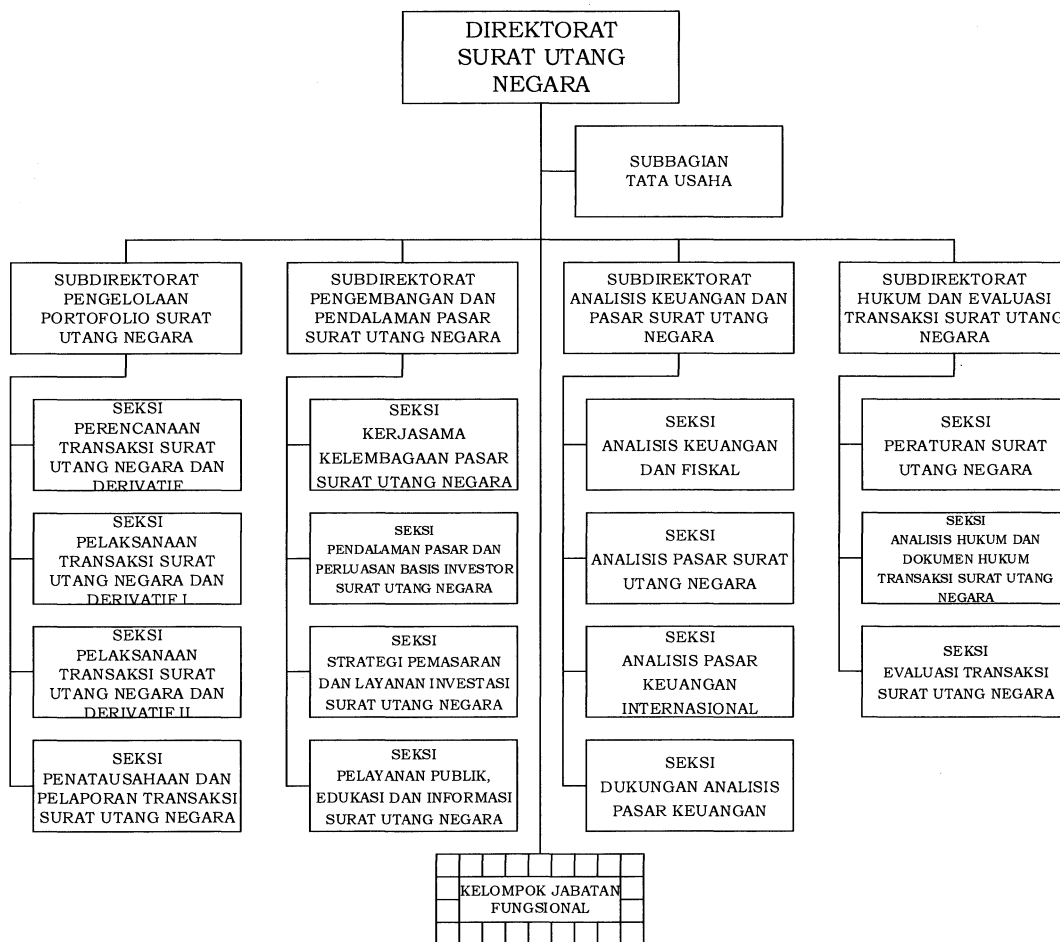 DIREKTORAT
SURAT UTANG
NEGARA
SUBBAGIAN
TATA USAHA
SUBDIREKTORAT
PENGELOLAAN
PORTOFOLIO SURAT
UTANG NEGARA
SUBDIREKTORAT
PENGEMBANGAN DAN
PENDALAMAN PASAR
SURAT UTANG NEGARA
SUBDIREKTORAT
ANALISIS KEUANGAN DAN
PASAR SURAT UTANG
NEGARA
SUBDIREKTORAT
HUKUM DAN EVALUASI
TRANSAKSI SURAT UTANG
NEGARA
SEKSI
PERENCANAAN
TRANSAKSI SURAT
UTANG NEGARA DAN
DERIVATIF
SEKSI
PELAKSANAAN
TRANSAKSI SURAT
UTANG NEGARA DAN
DERIVATIF I
SEKSI
PELAKSANAAN
TRANSAKSI SURAT
UTANG NEGARA DAN
DERIVATIF II
SEKSI
PENATAUSAHAAN DAN
PELAPORAN TRANSAKSI
SURAT UTANG NEGARA
SEKSI
KERJASAMA
KELEMBAGAAN PASAR
SURAT UTANG NEGARA
SEKSI
PENDALAMAN PASAR DAN
PERLUASAN BASIS INVESTOR
SURAT UTANG NEGARA
SEKSI
STRATEGI PEMASARAN
DAN LAYANAN INVESTASI
SURAT UTANG NEGARA
SEKSI
PELAYANAN PUBLIK,
EDUKASI DAN INFORMASI
SURAT UTANG NEGARA
SEKSI
ANALISIS KEUANGAN
DAN FISKAL
SEKSI
ANALISIS PASAR SURAT
UTANG NEGARA
SEKSI
ANALISIS PASAR
KEUANGAN
INTERNASIONAL
SEKSI
DUKUNGAN ANALISIS
PASAR KEUANGAN
SEKSI
PERATURAN SURAT
UTANG NEGARA
SEKSI
ANALISIS HUKUM DAN
DOKUMEN HUKUM
TRANSAKSI SURAT UTANG
NEGARA
SEKSI
EVALUASI TRANSAKSI
SURAT UTANG NEGARA
KELOMPOK JABATAN
FUNGSIONAL